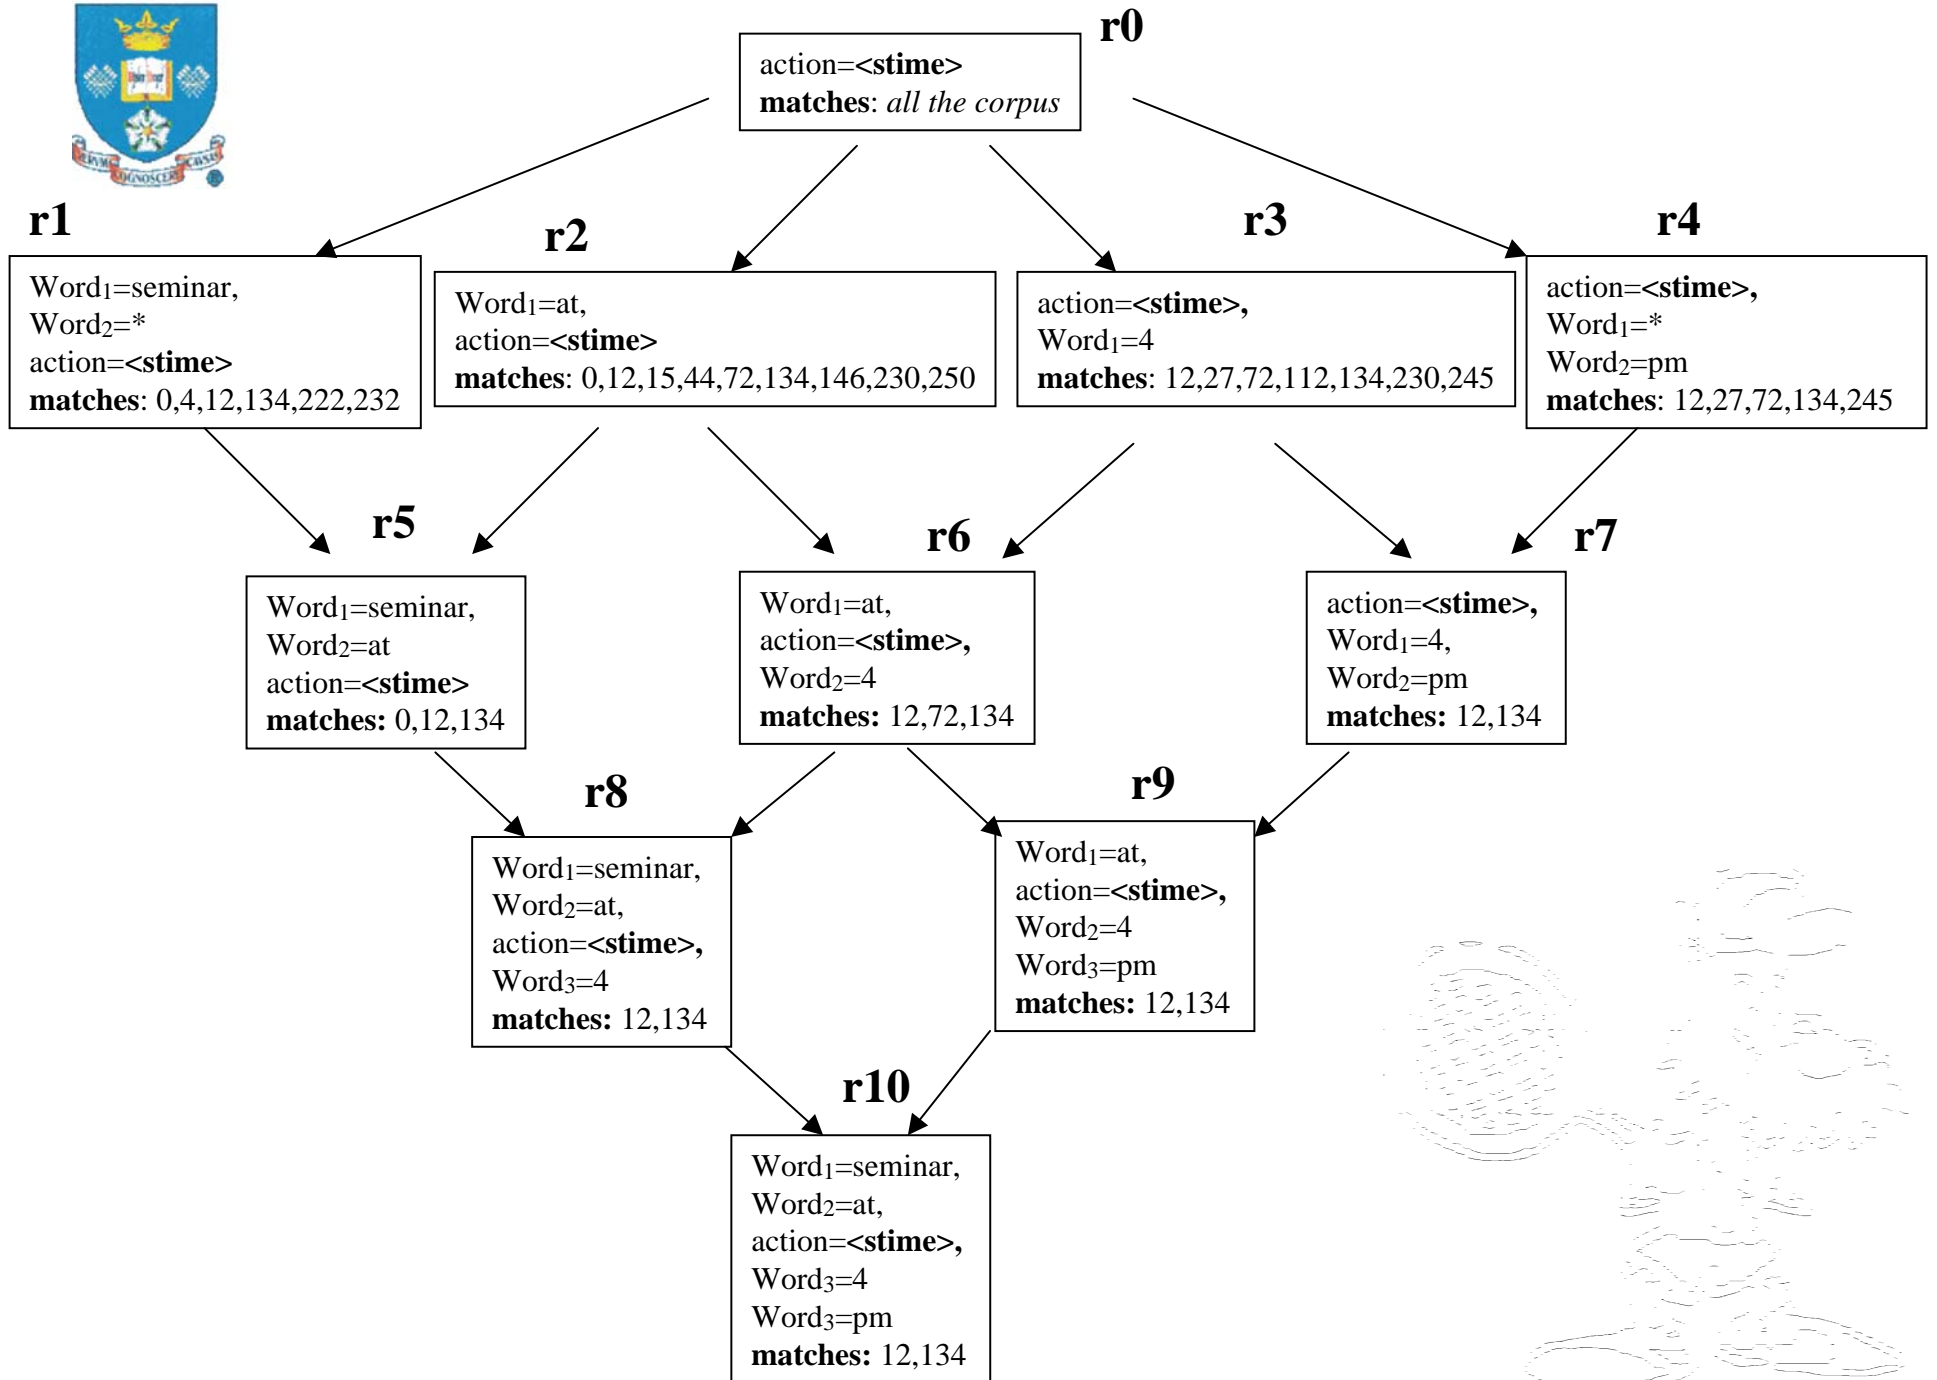 r0
action=<stime>
matches: all the corpus
r1
Word1=seminar,
Word2=*
action=<stime>
matches: 0,4,12,134,222,232
r2
Word1=at,
action=<stime>
matches: 0,12,15,44,72,134,146,230,250
r3
action=<stime>,
Word1=4
matches: 12,27,72,112,134,230,245
r4
action=<stime>,
Word1=*
Word2=pm
matches: 12,27,72,134,245
r5
Word1=seminar,
Word2=at
action=<stime>
matches: 0,12,134
r6
Word1=at,
action=<stime>,
Word2=4
matches: 12,72,134
r7
action=<stime>,
Word1=4,
Word2=pm
matches: 12,134
r8
Word1=seminar,
Word2=at,
action=<stime>,
Word3=4
matches: 12,134
r9
Word1=at,
action=<stime>,
Word2=4
Word3=pm
matches: 12,134
r10
Word1=seminar,
Word2=at,
action=<stime>,
Word3=4
Word3=pm
matches: 12,134